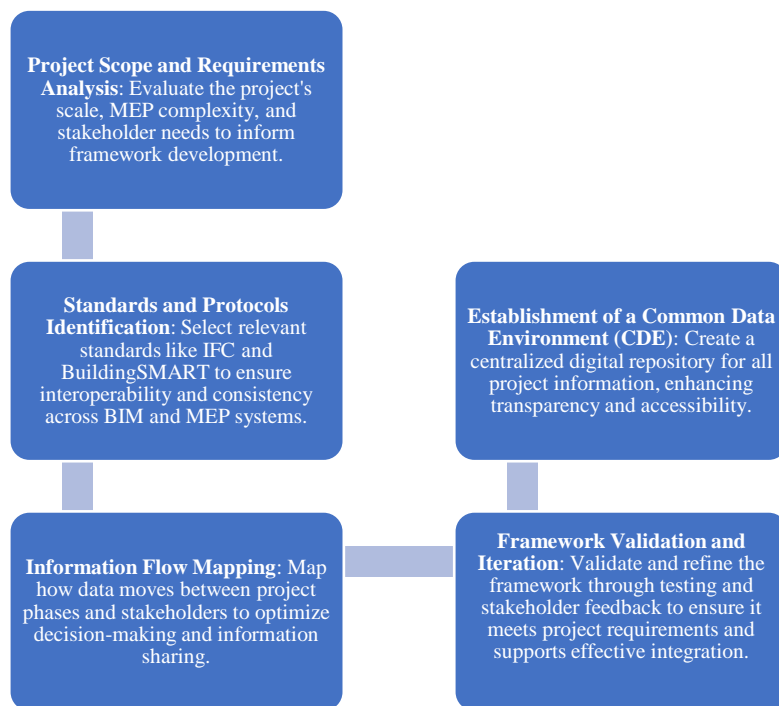 Project Scope and Requirements
Analysis: Evaluate the project's
scale, MEP complexity, and
stakeholder needs to inform
framework development.
Standards and Protocols
Identification: Select relevant
standards like IFC and
BuildingSMART to ensure
interoperability and consistency
across BIM and MEP systems.
Information Flow Mapping: Map
how data moves between project
phases and stakeholders to optimize
decision-making and information
sharing.
Framework Validation and
Iteration: Validate and refine the
framework through testing and
stakeholder feedback to ensure it
meets project requirements and
supports effective integration.
Establishment of a Common Data
Environment (CDE): Create a
centralized digital repository for all
project information, enhancing
transparency and accessibility.